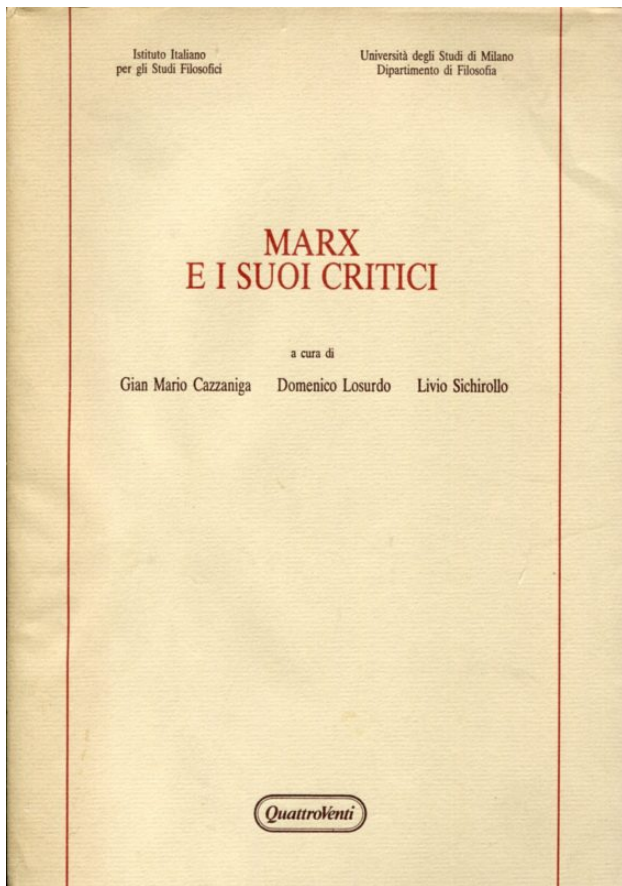 Istituto Italiano
per gli Studi Filosofici
Università degli Studi di Milano
Dipartimento di Filosofia
MARX
E I SUOI CRITICI
a cura di
Gian Mario Cazzaniga Domenico Losurdo Livio Sichirollo
QuattroVenti